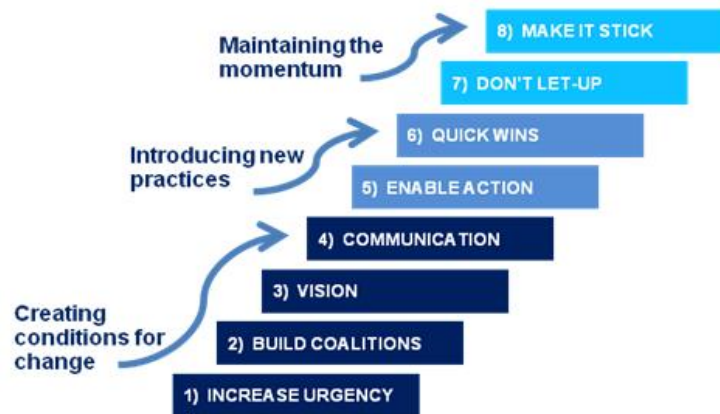 Maintaining the
momentum
8) MAKE IT STICK
7) DON'T LET-UP
Introducing new
practices
6) QUICK WINS
5) ENABLE ACTION
4) COMMUNICATION
3) VISION
Creating
conditions for
change
2) BUILD COALITIONS
1) INCREASE URGENCY